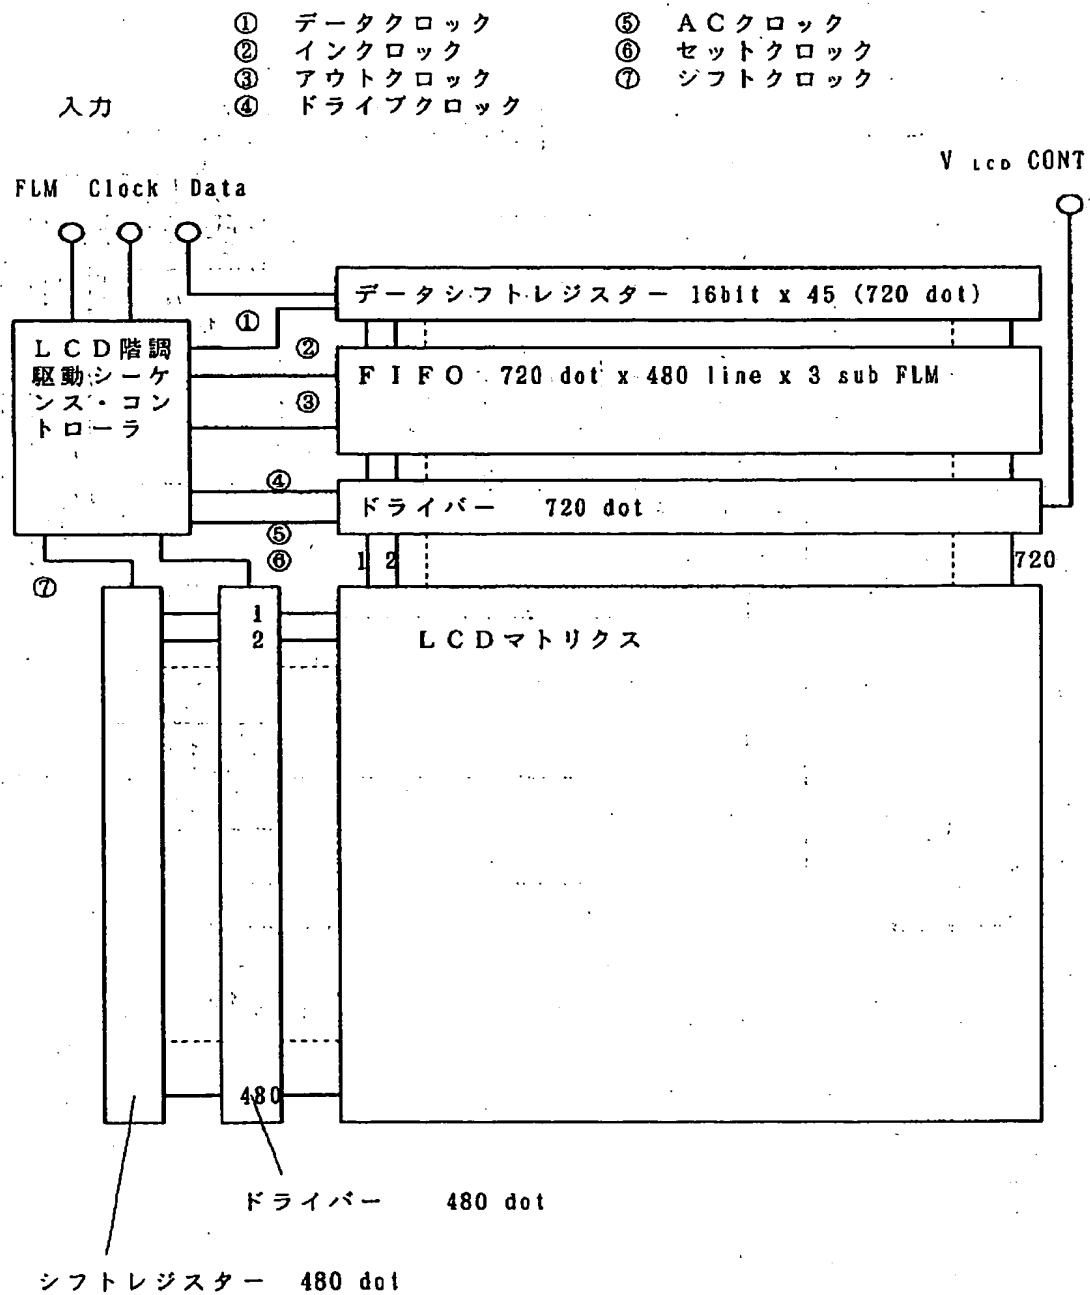 ① データクロック ⑤ ACクロック
② インクロック ⑥ セットクロック
③ アウトクロック ⑦ シフトクロック
④ ドライブクロック
入力
V LCD CONT
FLM Clock Data
データシフトレジスター 16bit x 45 (720 dot)
①
LCD階調
駆動シーケ
ンス・コン
トローラ
②
FIFO 720 dot x 480 line x 3 sub FLM
③
④
ドライバー 720 dot
⑤
⑥
1 2 720
⑦
1
2
LCDマトリクス
480
ドライバー 480 dot
シフトレジスター 480 dot